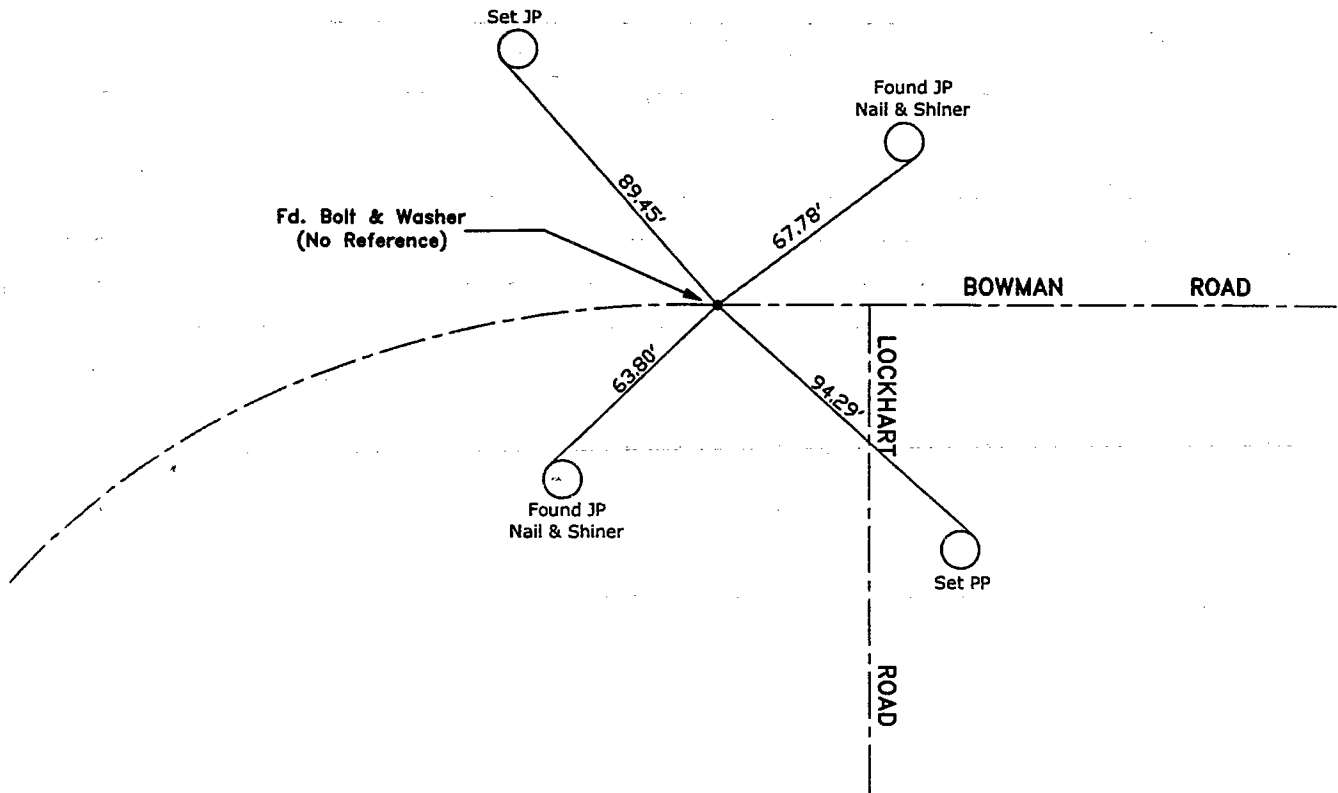 Set JP
Found JP
Nail & Shiner
89.45'
67.78'
Fd. Bolt & Washer
(No Reference)
BOWMAN ROAD
63.80'
94.29'
LOCKHART
Found JP
Nail & Shiner
Set PP
ROAD